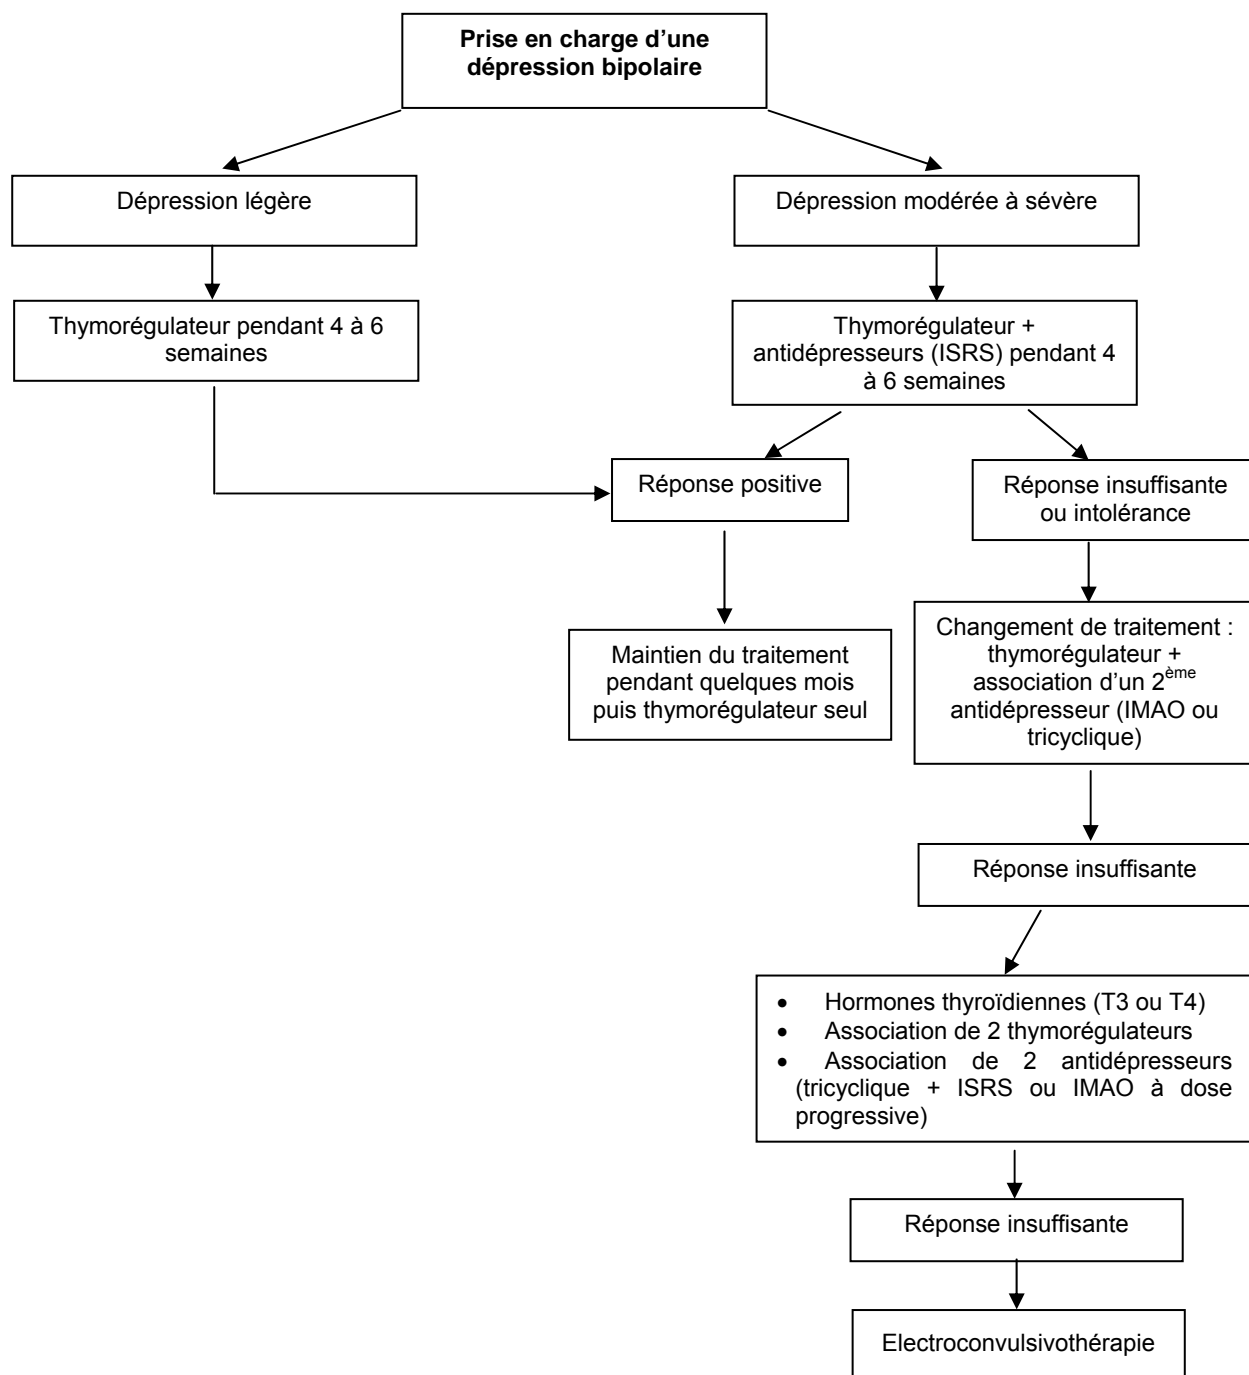 Prise en charge d’une
dépression bipolaire
Dépression légère
Dépression modérée à sévère
Thymorégulateur pendant 4 à 6
semaines
Thymorégulateur +
antidépresseurs (ISRS) pendant 4
à 6 semaines
Réponse positive
Réponse insuffisante
ou intolérance
Maintien du traitement
pendant quelques mois
puis thymorégulateur seul
Changement de traitement :
thymorégulateur +
association d’un 2ème
antidépresseur (IMAO ou
tricyclique)
Réponse insuffisante
• Hormones thyroïdiennes (T3 ou T4)
• Association de 2 thymorégulateurs
• Association de 2 antidépresseurs
(tricyclique + ISRS ou IMAO à dose
progressive)
Réponse insuffisante
Electroconvulsivothérapie